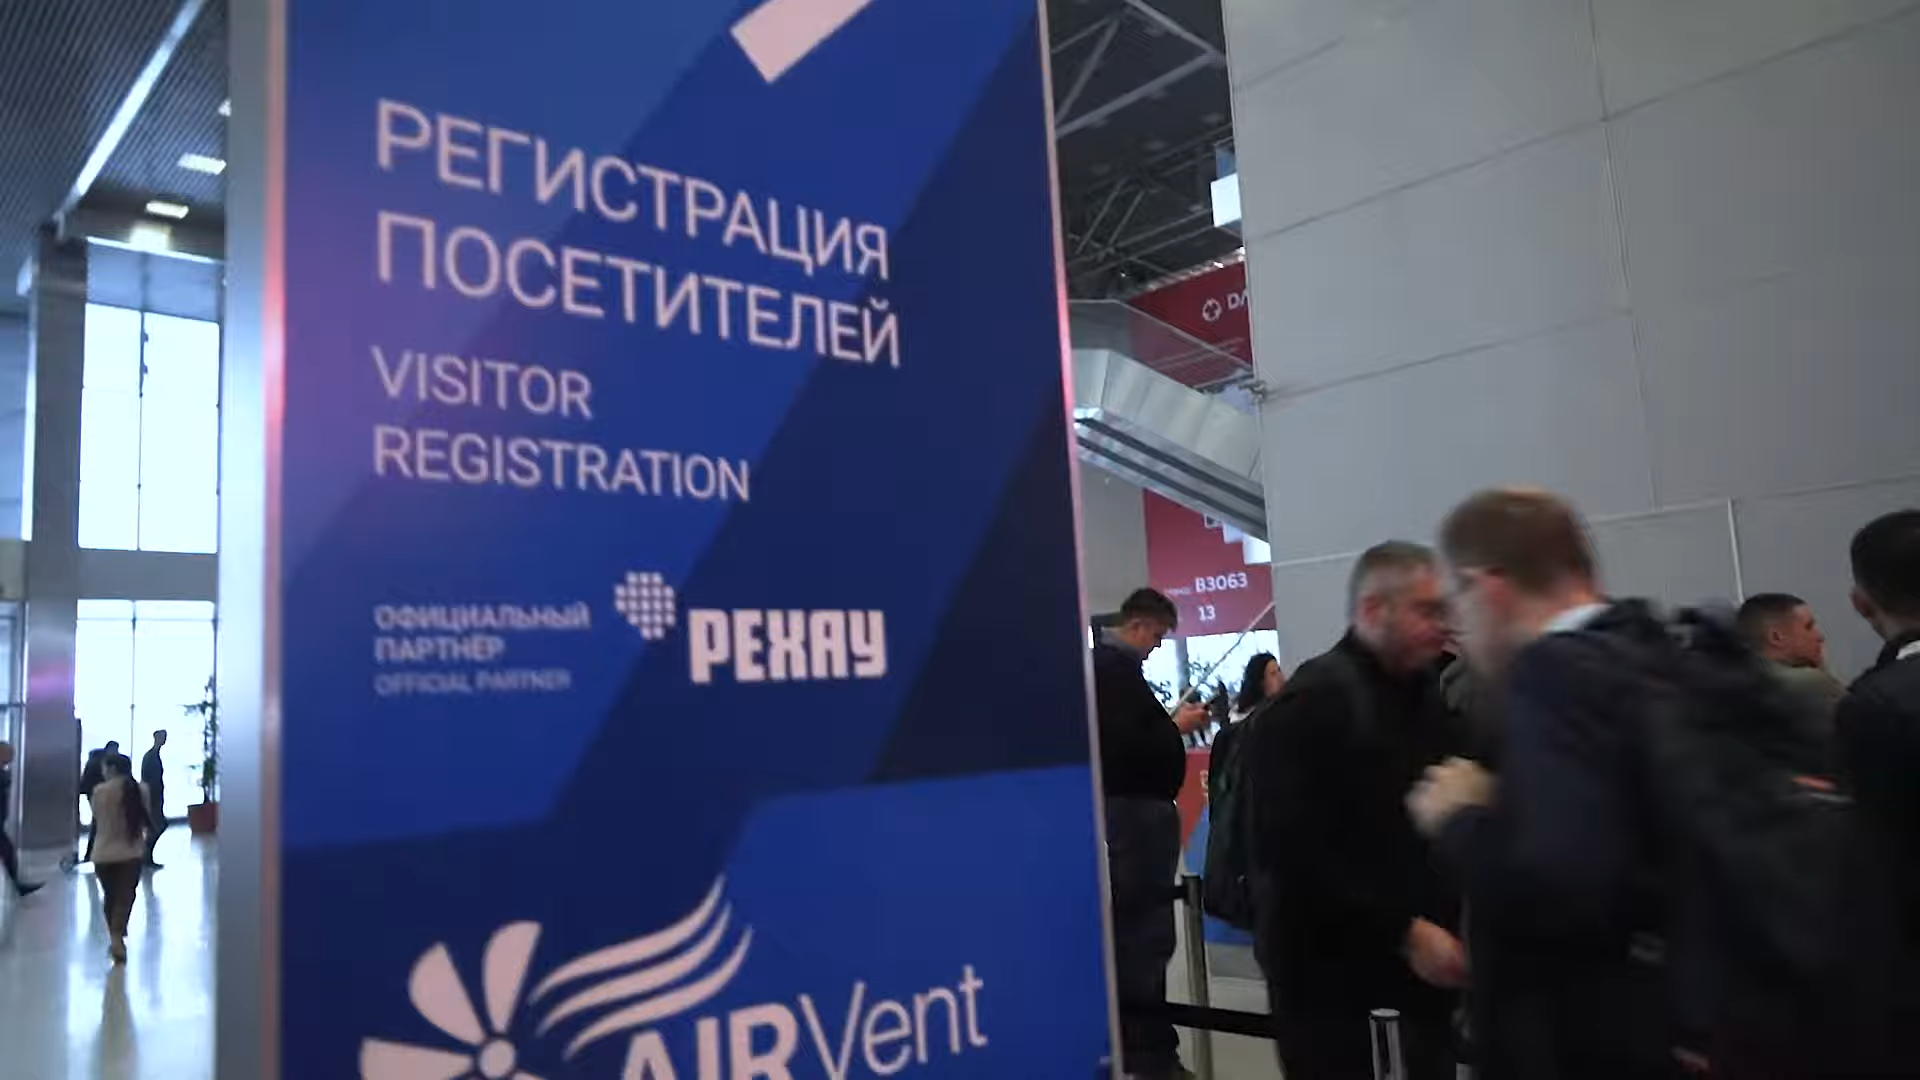 РЕГИСТРАЦИЯ
ПОСЕТИТЕЛЕЙ
VISITOR
REGISTRATION
ОФИЦИАЛЬНЫЙ
ПАРТНЁР
OFFICIAL PARTNER
РЕХАУ
AIRVent
B3063
13